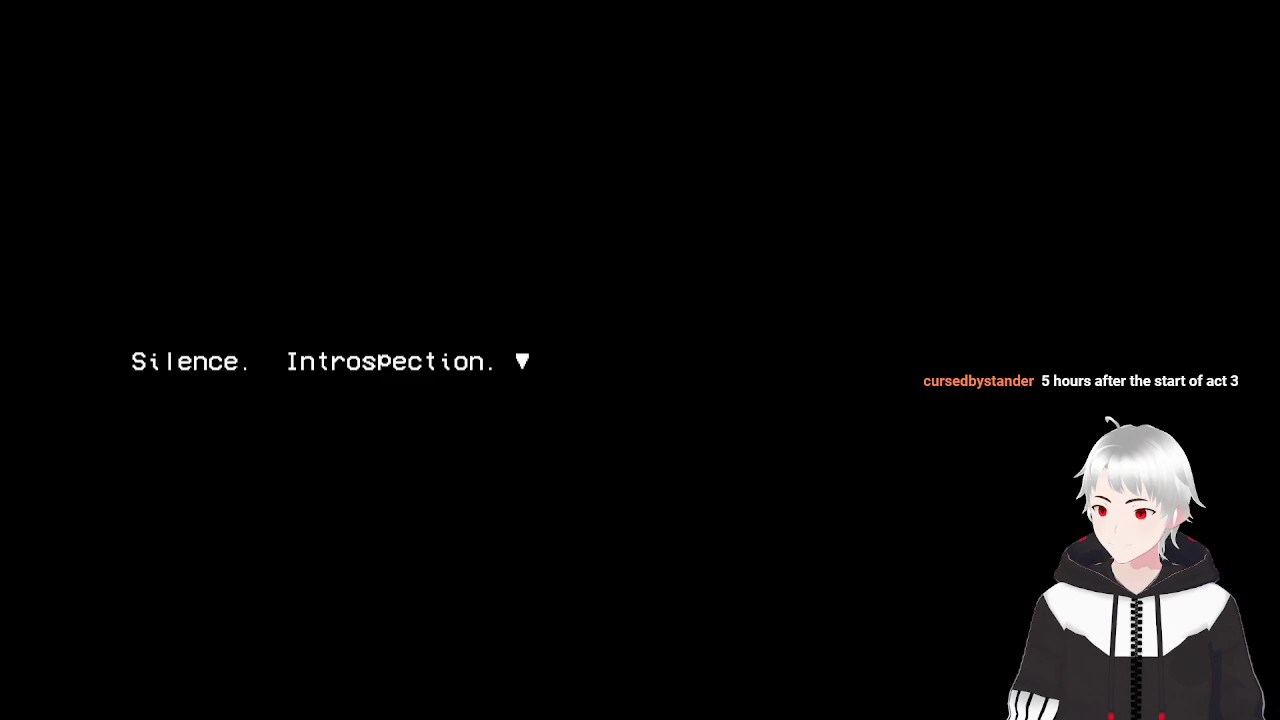 Silence.  Introspection. ▼
cursedbystander 5 hours after the start of act 3